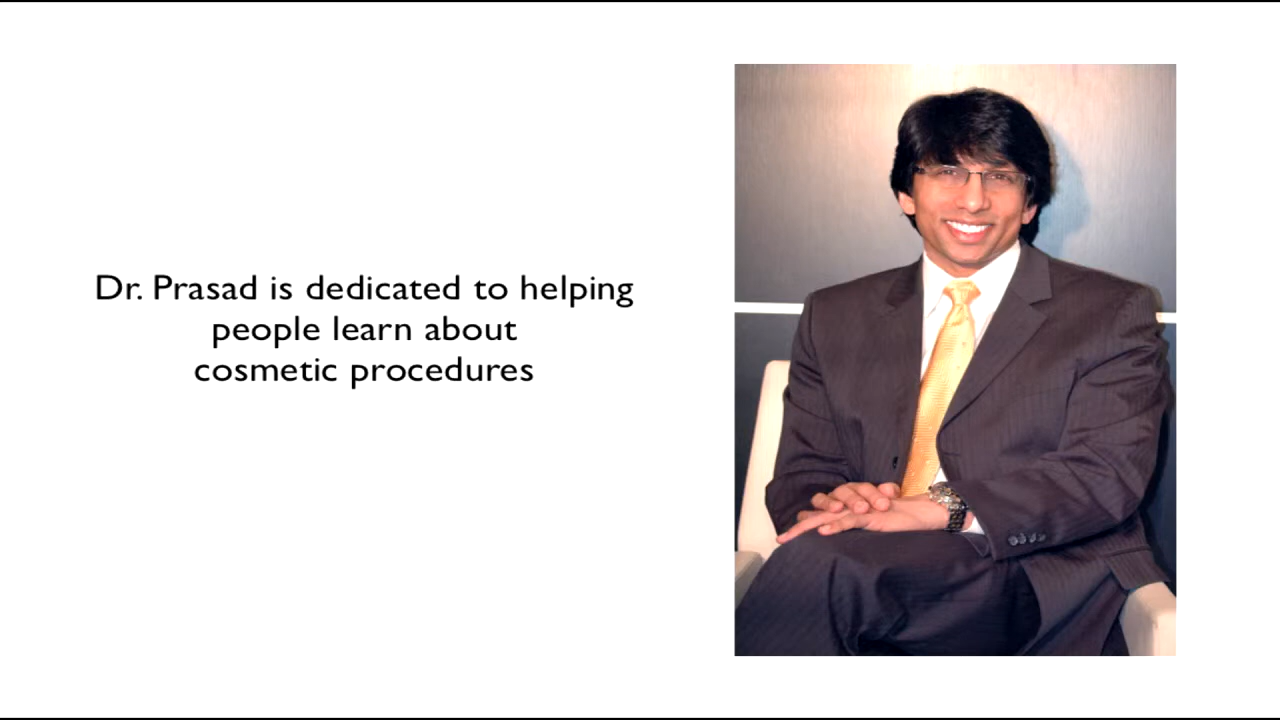 Dr. Prasad is dedicated to helping
people learn about
cosmetic procedures